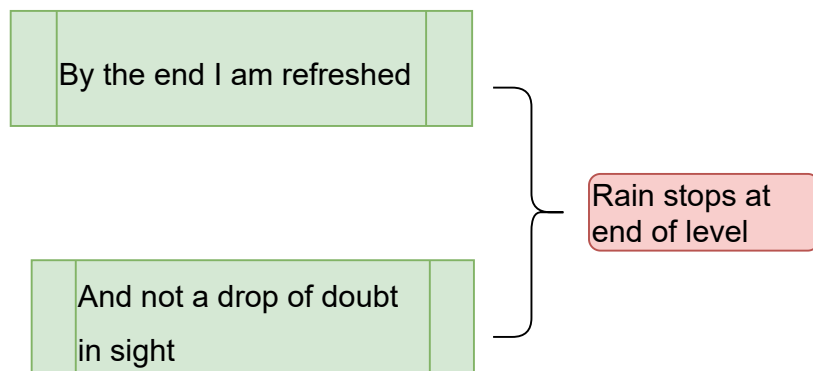 By the end I am refreshed
Rain stops at
end of level
And not a drop of doubt
in sight